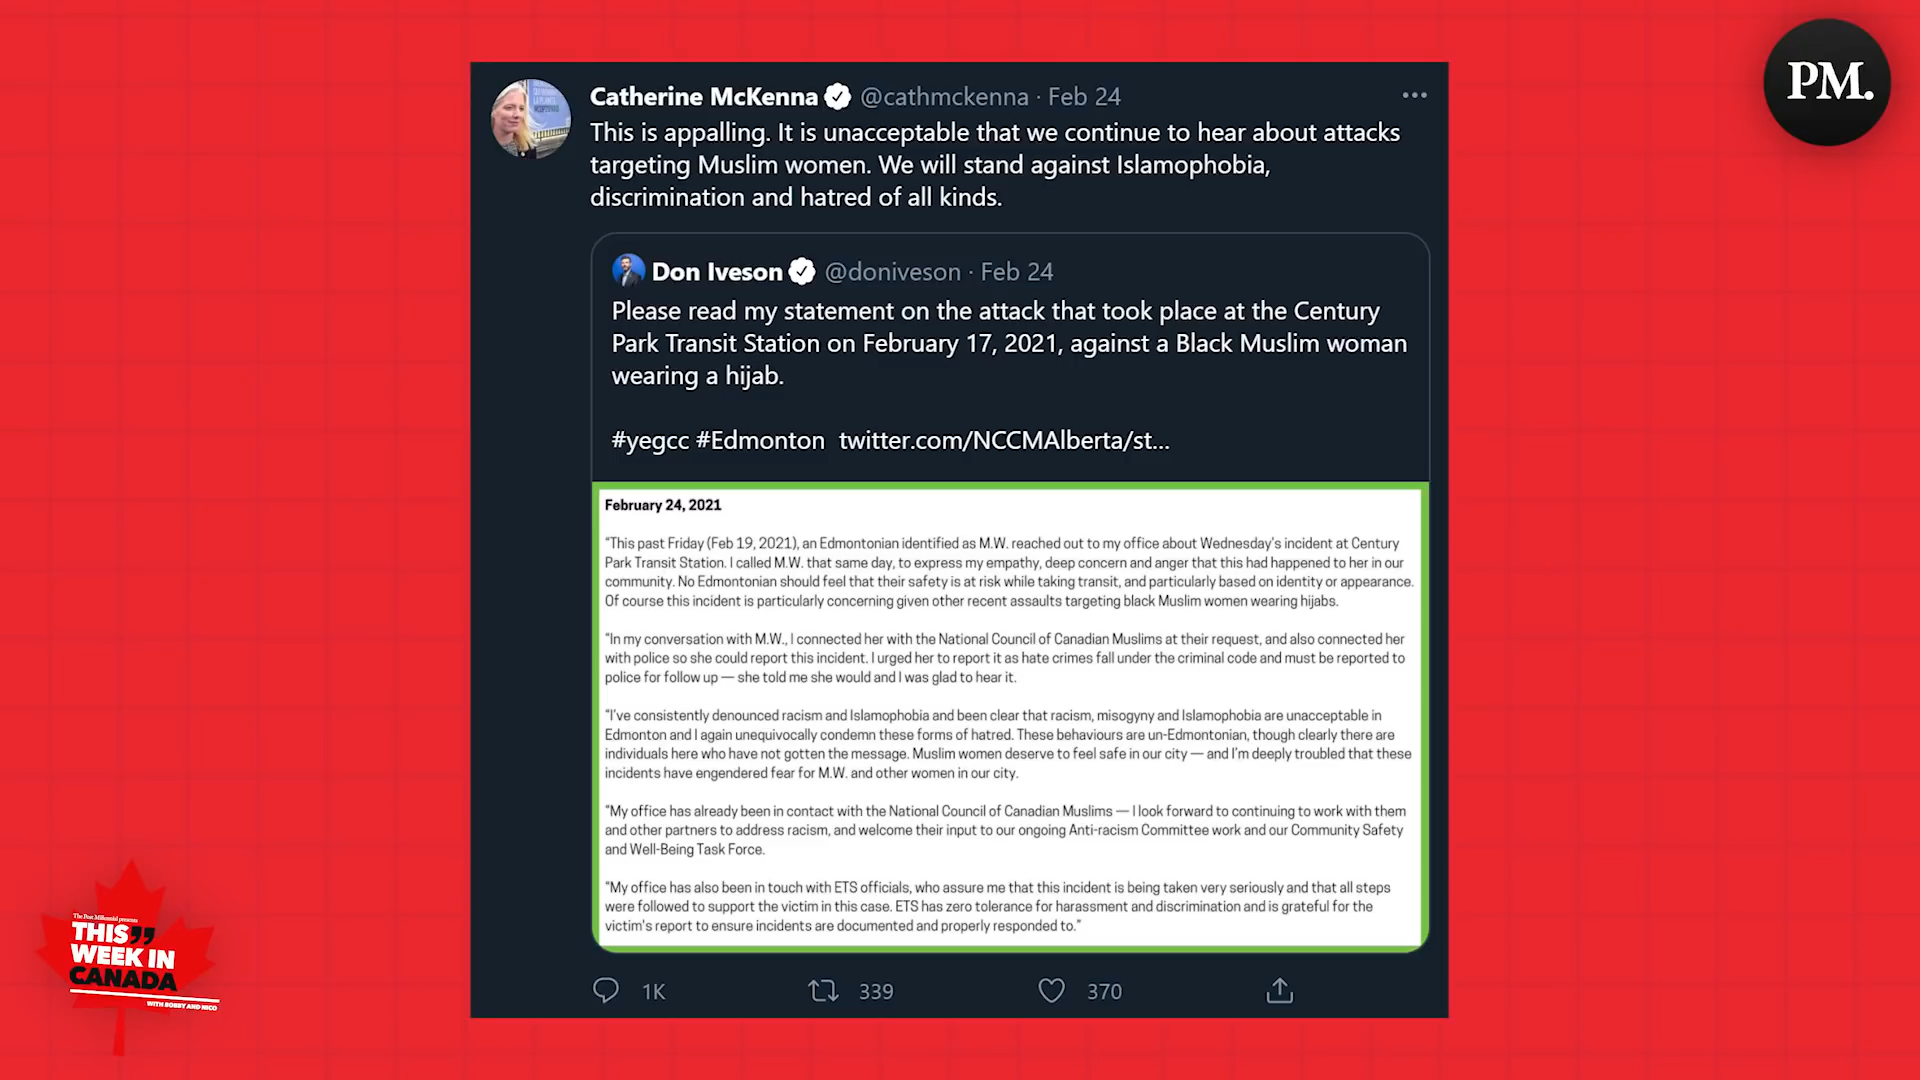 PM.
Catherine McKenna @cathmckenna · Feb 24
This is appalling. It is unacceptable that we continue to hear about attacks
targeting Muslim women. We will stand against Islamophobia,
discrimination and hatred of all kinds.
Don Iveson @doniveson · Feb 24
Please read my statement on the attack that took place at the Century
Park Transit Station on February 17, 2021, against a Black Muslim woman
wearing a hijab.
#yegcc #Edmonton twitter.com/NCCMAlberta/st...
February 24, 2021
"This past Friday (Feb 19, 2021), an Edmontonian identified as M.W. reached out to my office about Wednesday's incident at Century
Park Transit Station. I called M.W. that same day, to express my empathy, deep concern and anger that this had happened to her in our
community. No Edmontonian should feel that their safety is at risk while taking transit, and particularly based on identity or appearance.
Of course this incident is particularly concerning given other recent assaults targeting black Muslim women wearing hijabs.
"In my conversation with M.W., I connected her with the National Council of Canadian Muslims at their request, and also connected her
with police so she could report this incident. I urged her to report it as hate crimes fall under the criminal code and must be reported to
police for follow up — she told me she would and I was glad to hear it.
"I've consistently denounced racism and Islamophobia and been clear that racism, misogyny and Islamophobia are unacceptable in
Edmonton and I again unequivocally condemn these forms of hatred. These behaviours are un-Edmontonian, though clearly there are
individuals here who have not gotten the message. Muslim women deserve to feel safe in our city — and I'm deeply troubled that these
incidents have engendered fear for M.W. and other women in our city.
"My office has already been in contact with the National Council of Canadian Muslims — I look forward to continuing to work with them
and other partners to address racism, and welcome their input to our ongoing Anti-racism Committee work and our Community Safety
and Well-Being Task Force.
"My office has also been in touch with ETS officials, who assure me that this incident is being taken very seriously and that all steps
were followed to support the victim in this case. ETS has zero tolerance for harassment and discrimination and is grateful for the
victim's report to ensure incidents are documented and properly responded to."
1K 339 370
The Post Millennial presents
THIS
WEEK IN
CANADA
WITH BOBBY AND NICO